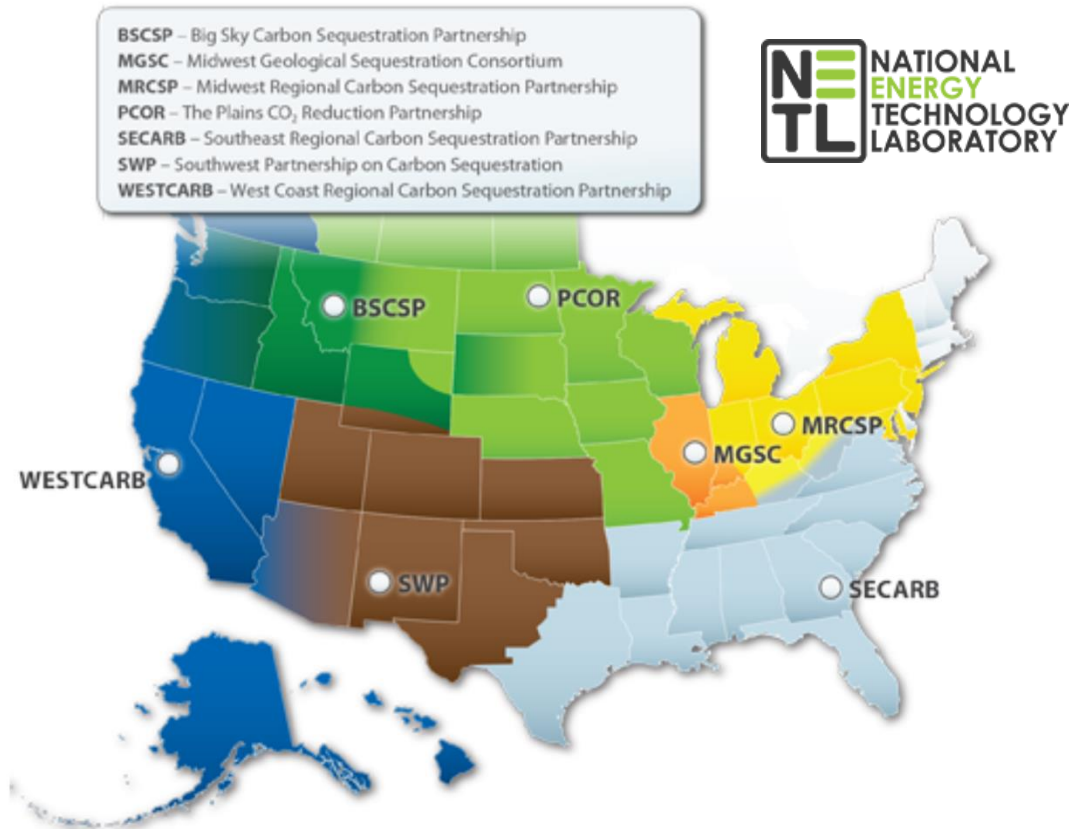 BSCSP – Big Sky Carbon Sequestration Partnership
MGSC – Midwest Geological Sequestration Consortium
MRCSP – Midwest Regional Carbon Sequestration Partnership
PCOR – The Plains CO₂ Reduction Partnership
SECARB – Southeast Regional Carbon Sequestration Partnership
SWP – Southwest Partnership on Carbon Sequestration
WESTCARB – West Coast Regional Carbon Sequestration Partnership
NE
TL
NATIONAL
ENERGY
TECHNOLOGY
LABORATORY
BSCSP
PCOR
MRCSP
MGSC
WESTCARB
SWP
SECARB